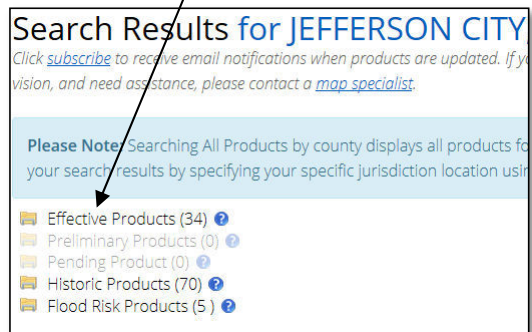 Search Results for JEFFERSON CITY,
Click subscribe to receive email notifications when products are updated. If yo
vision, and need assistance, please contact a map specialist.
Please Note: Searching All Products by county displays all products fo
your search results by specifying your specific jurisdiction location usin
Effective Products (34)
Preliminary Products (0)
Pending Product (0)
Historic Products (70)
Flood Risk Products (5 )